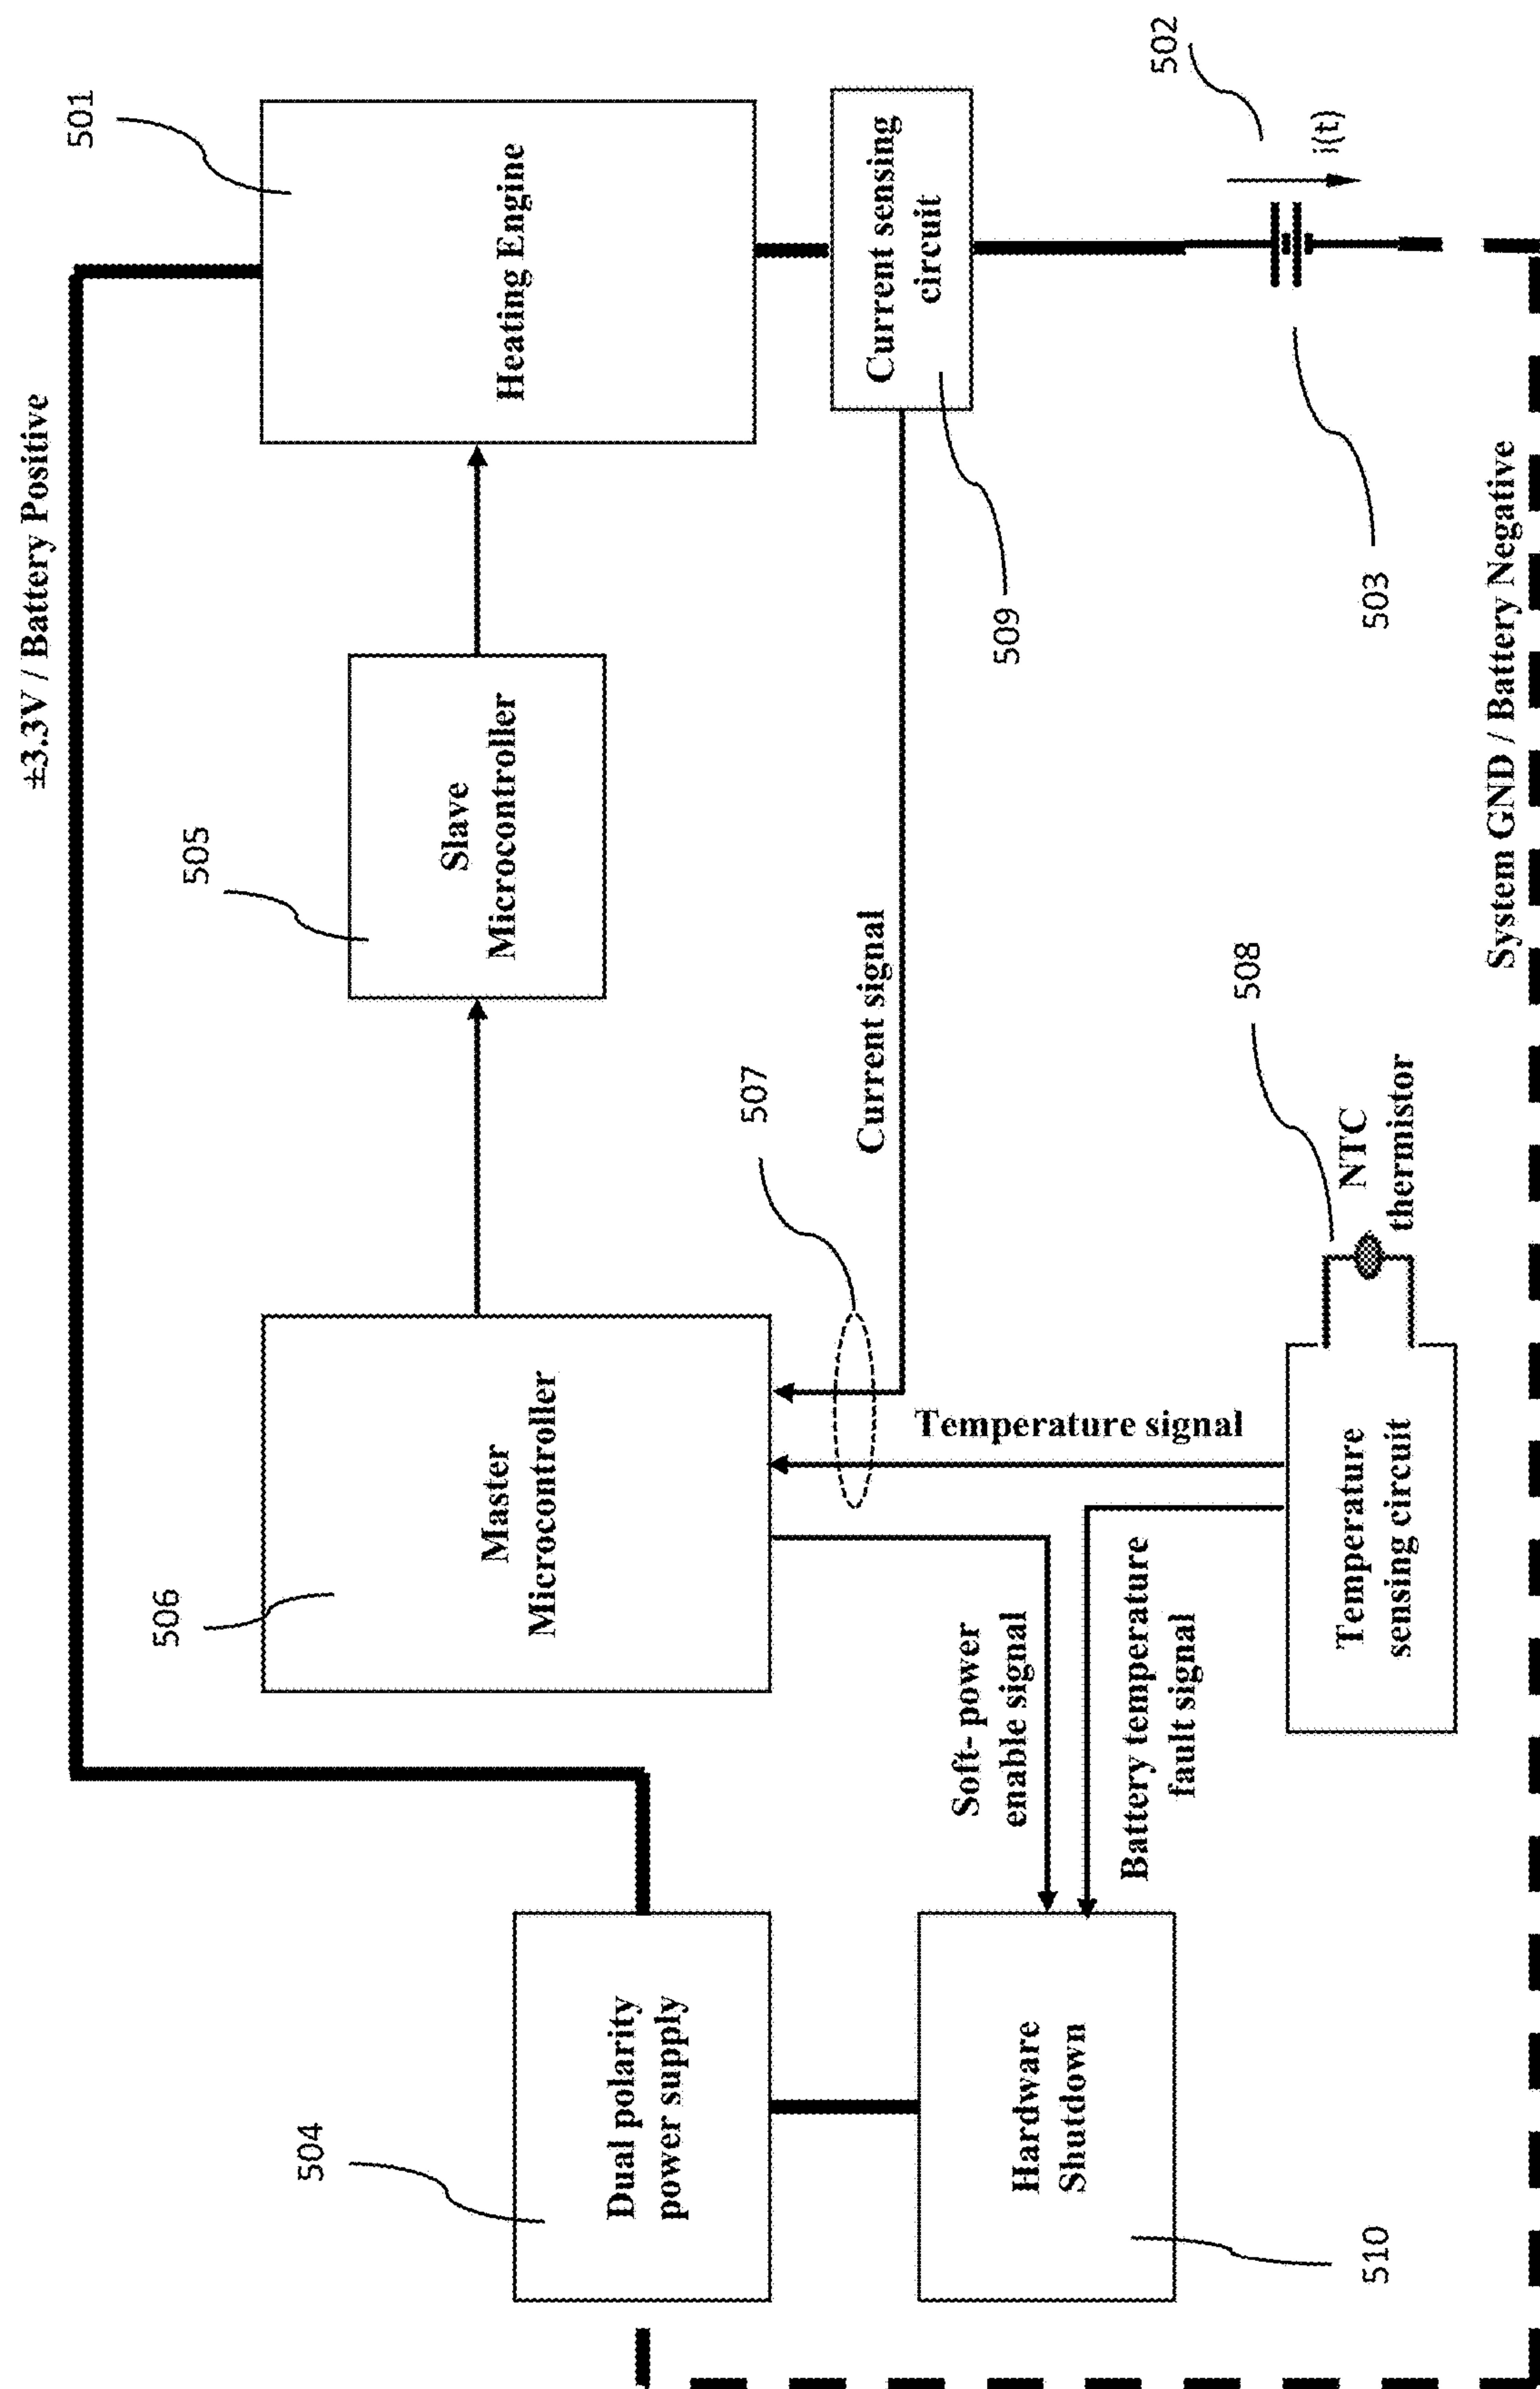 ±3.3V / Battery Positive
501
Heating Engine
505
Slave
Microcontroller
506
Master
Microcontroller
504
Dual polarity
power supply
507
Current signal
Current sensing
circuit
509
502
i(t)
503
Temperature signal
Soft- power
enable signal
Battery temperature
fault signal
Hardware
Shutdown
510
Temperature
sensing circuit
508
NTC
thermistor
System GND / Battery Negative